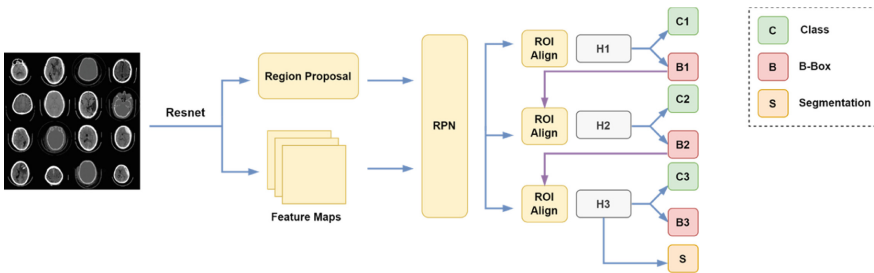 Resnet
Region Proposal
Feature Maps
RPN
ROI
Align
H1
C1
B1
ROI
Align
H2
C2
B2
ROI
Align
H3
C3
B3
S
C Class
B B-Box
S Segmentation